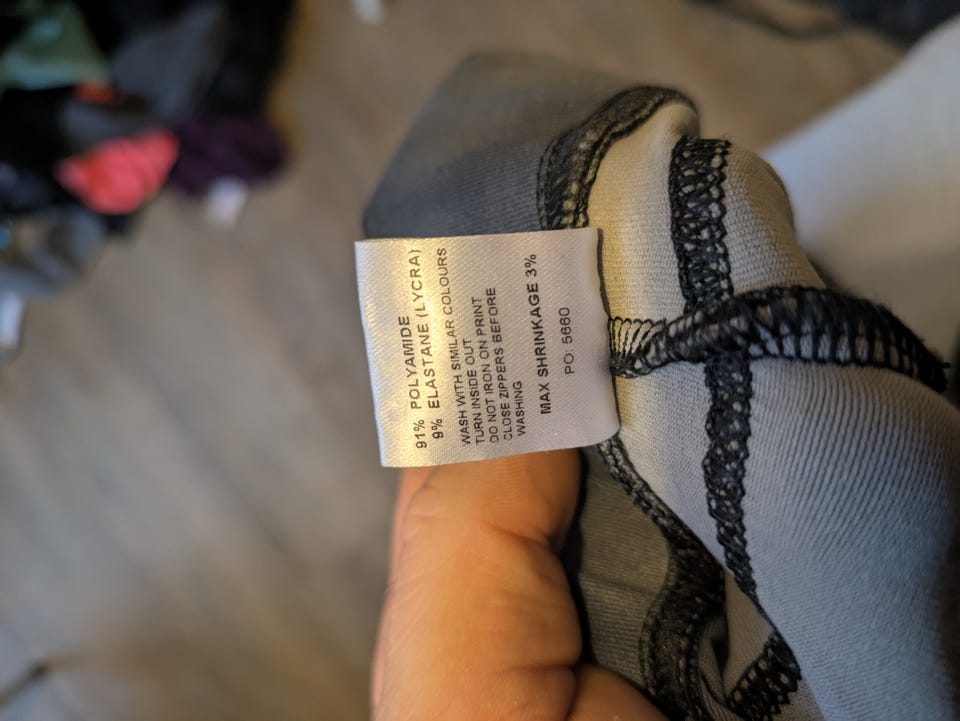 91% POLYAMIDE
9% ELASTANE (LYCRA)
WASH WITH SIMILAR COLOURS
TURN INSIDE OUT
DO NOT IRON ON PRINT
CLOSE ZIPPERS BEFORE
WASHING
MAX SHRINKAGE 3%
PO: 5660